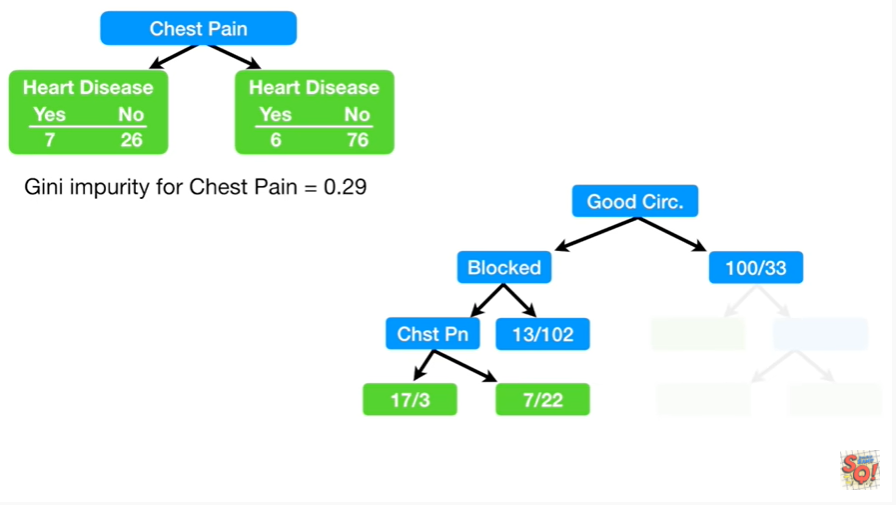 Chest Pain
Heart Disease Heart Disease
Yes No Yes No
7 26 6 76
Gini impurity for Chest Pain = 0.29
Good Circ.
Blocked 100/33
Chst Pn 13/102
17/3 7/22
SQ!